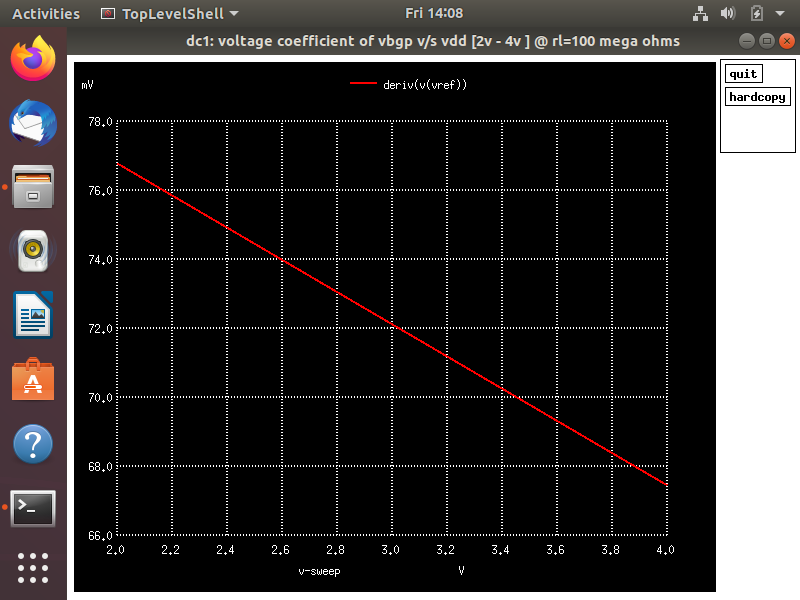 Activities TopLevelShell Fri 14:08
dc1: voltage coefficient of vbgp v/s vdd [2v - 4v ] @ rl=100 mega ohms
quit
hardcopy
mV deriv(v(vref))
78.0
76.0
74.0
72.0
70.0
68.0
66.0
2.0 2.2 2.4 2.6 2.8 3.0 3.2 3.4 3.6 3.8 4.0
v-sweep V